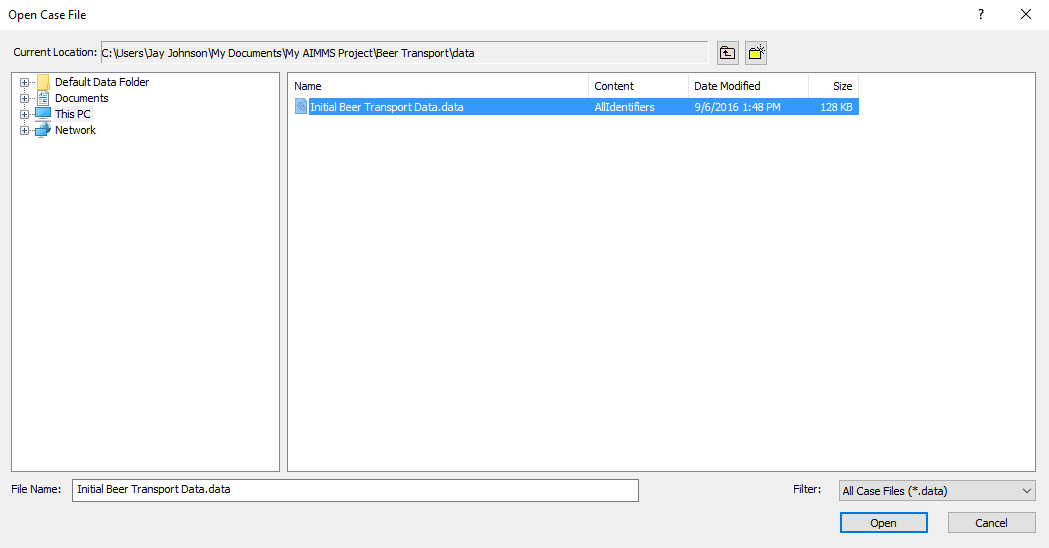 Open Case File
?
Current Location: C:\Users\Jay Johnson\My Documents\My AIMMS Project\Beer Transport\data
Default Data Folder
Documents
This PC
Network
Name Content Date Modified Size
Initial Beer Transport Data.data AllIdentifiers 9/6/2016 1:48 PM 128 KB
File Name: Initial Beer Transport Data.data
Filter: All Case Files (*.data)
Open Cancel